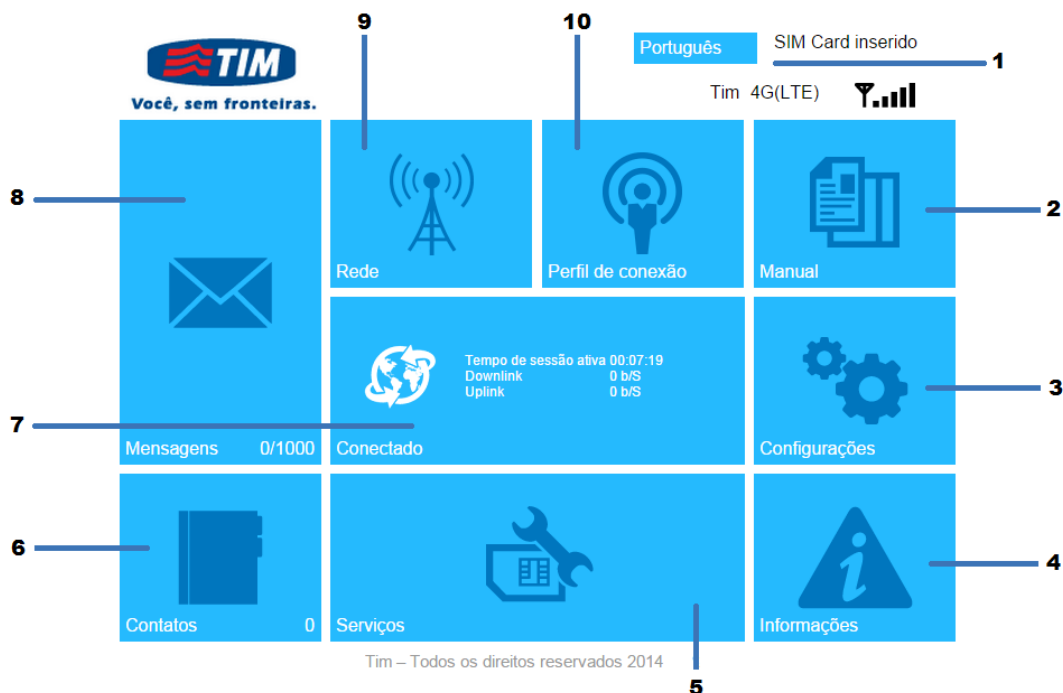 9
10
TIM
Você, sem fronteiras.
Português
SIM Card inserido
1
Tim 4G(LTE)
8
Rede
Perfil de conexão
Manual
2
Tempo de sessão ativa 00:07:19
Downlink 0 b/S
Uplink 0 b/S
3
7
Mensagens 0/1000
Conectado
Configurações
6
4
Contatos 0
Serviços
Informações
Tim – Todos os direitos reservados 2014
5